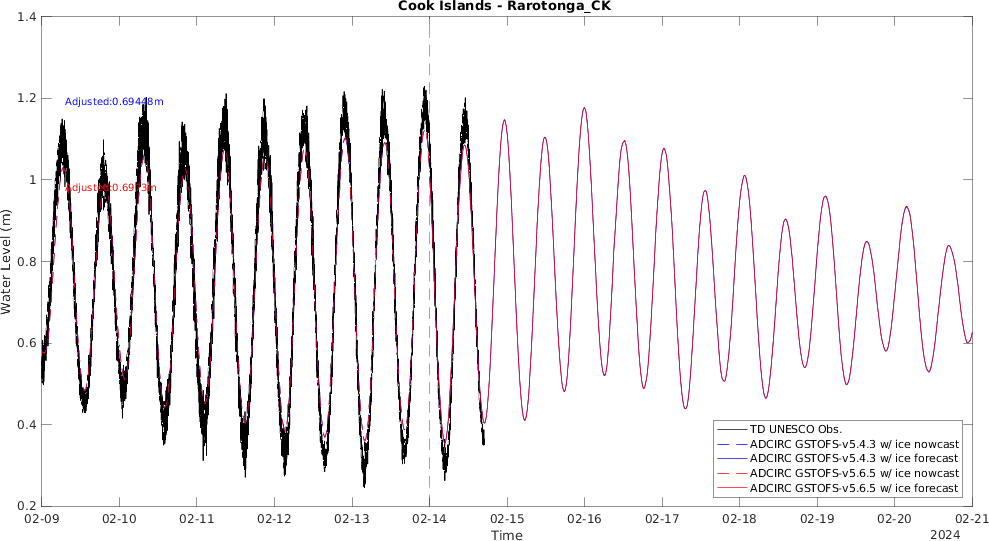 Cook Islands - Rarotonga_CK
1.4
1.2
1
0.8
0.6
0.4
0.2
Water Level (m)
Adjusted:0.69448m
Adjusted:0.6973m
TD UNESCO Obs.
ADCIRC GSTOFS-v5.4.3 w/ ice nowcast
ADCIRC GSTOFS-v5.4.3 w/ ice forecast
ADCIRC GSTOFS-v5.6.5 w/ ice nowcast
ADCIRC GSTOFS-v5.6.5 w/ ice forecast
02-09 02-10 02-11 02-12 02-13 02-14 02-15 02-16 02-17 02-18 02-19 02-20 02-21
Time
2024